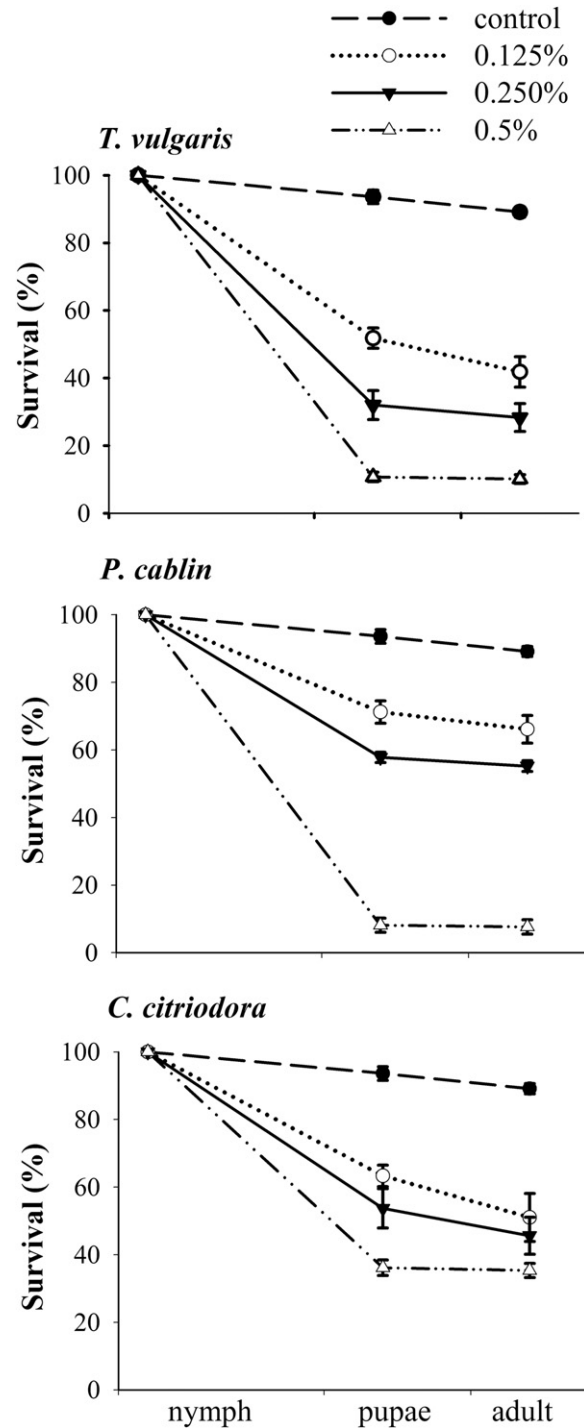 control
0.125%
0.250%
0.5%
T. vulgaris
100
80
60
40
20
0
Survival (%)
P. cablin
100
80
60
40
20
0
Survival (%)
C. citriodora
100
80
60
40
20
0
Survival (%)
nymph pupae adult